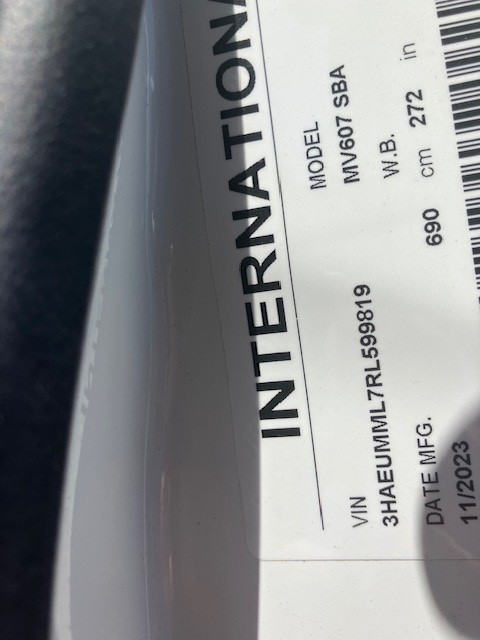 INTERNATIONA
VIN
3HAEUMML7RL599819
MODEL
MV607 SBA
DATE MFG.
11/2023
W.B.
690 cm 272 in